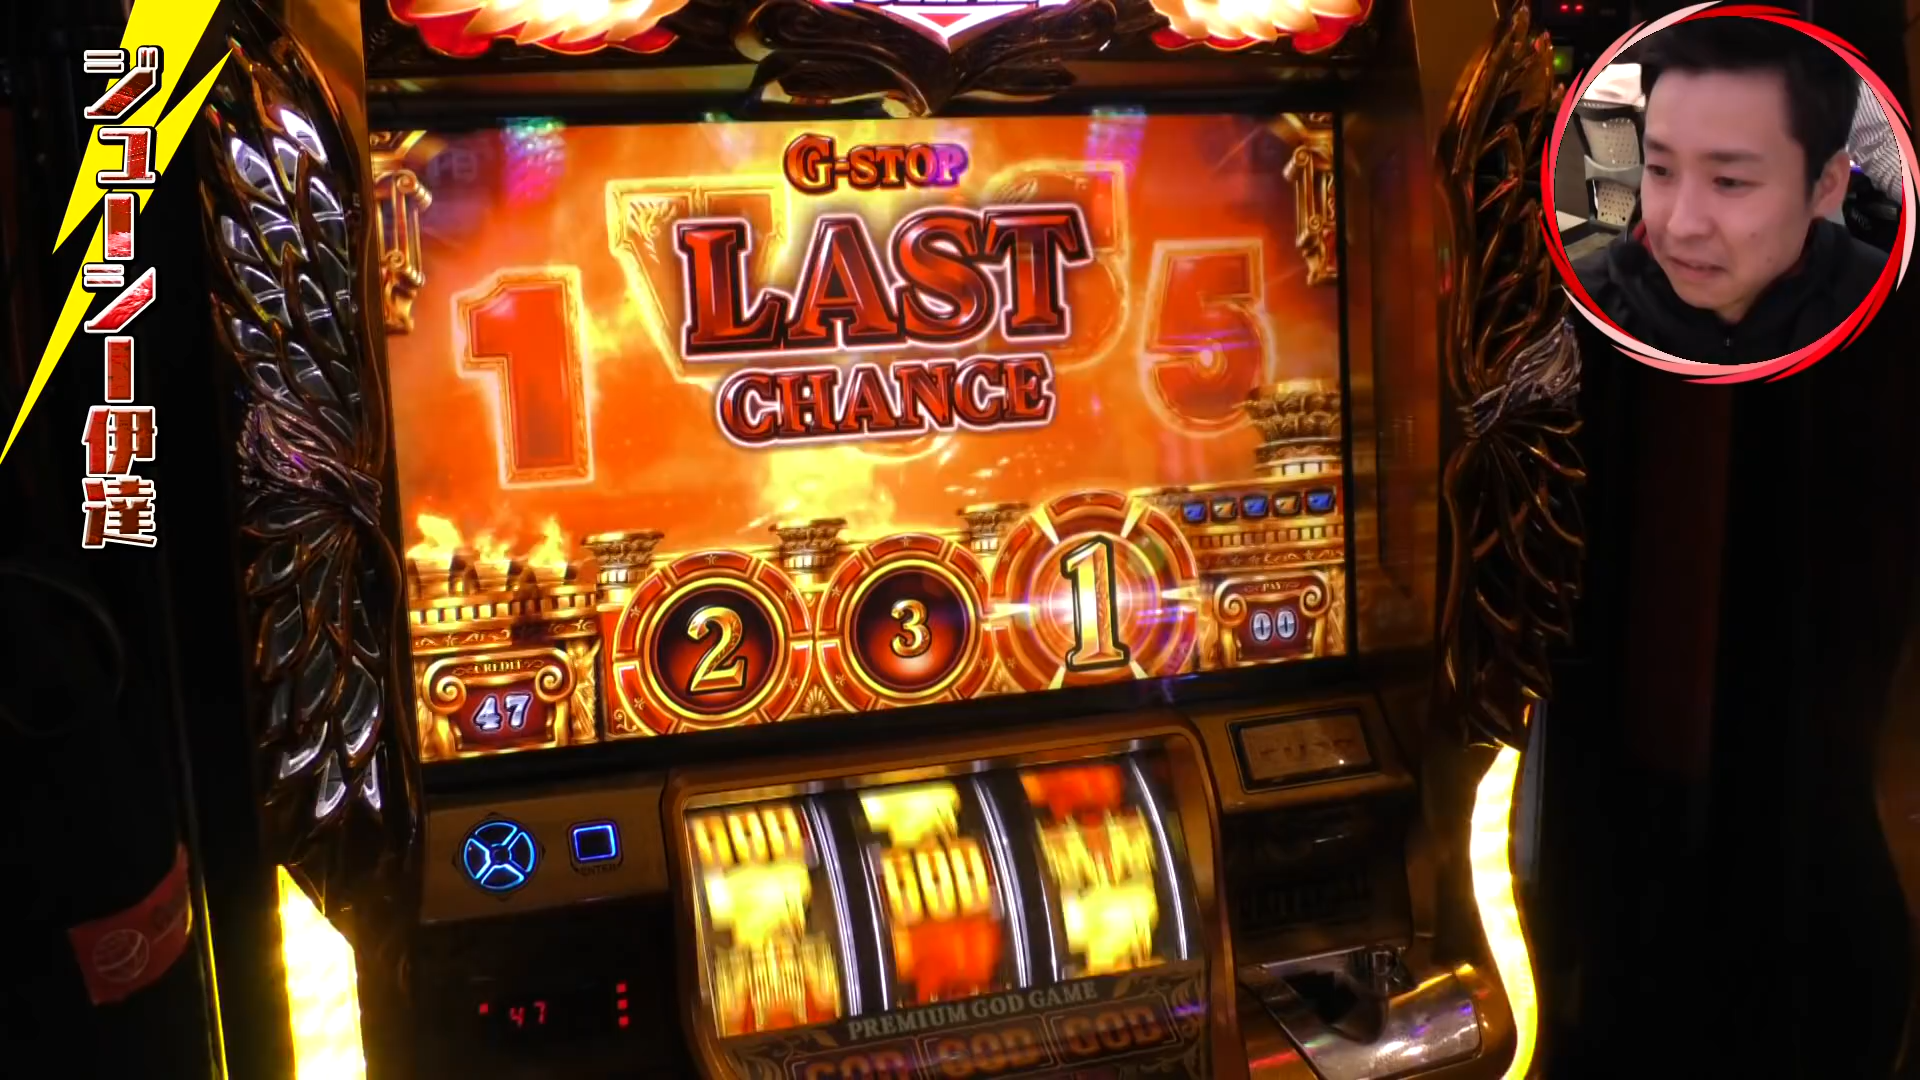 ジューシー伊達
G-STOP
LAST
CHANCE
1
5
2
3
1
CREDIT
47
PAY
00
ENTER
47
PREMIUM GOD GAME
GOD GOD GOD